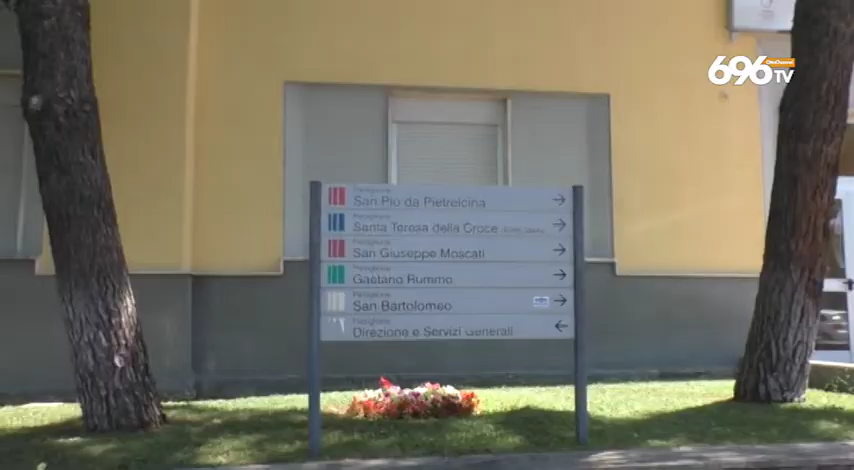 696
OttoChannel
TV
Padiglione
San Pio da Pietrelcina
Padiglione
Santa Teresa della Croce
Padiglione
San Giuseppe Moscati
Padiglione
Gaetano Rummo
Padiglione
San Bartolomeo
Padiglione
Direzione e Servizi Generali